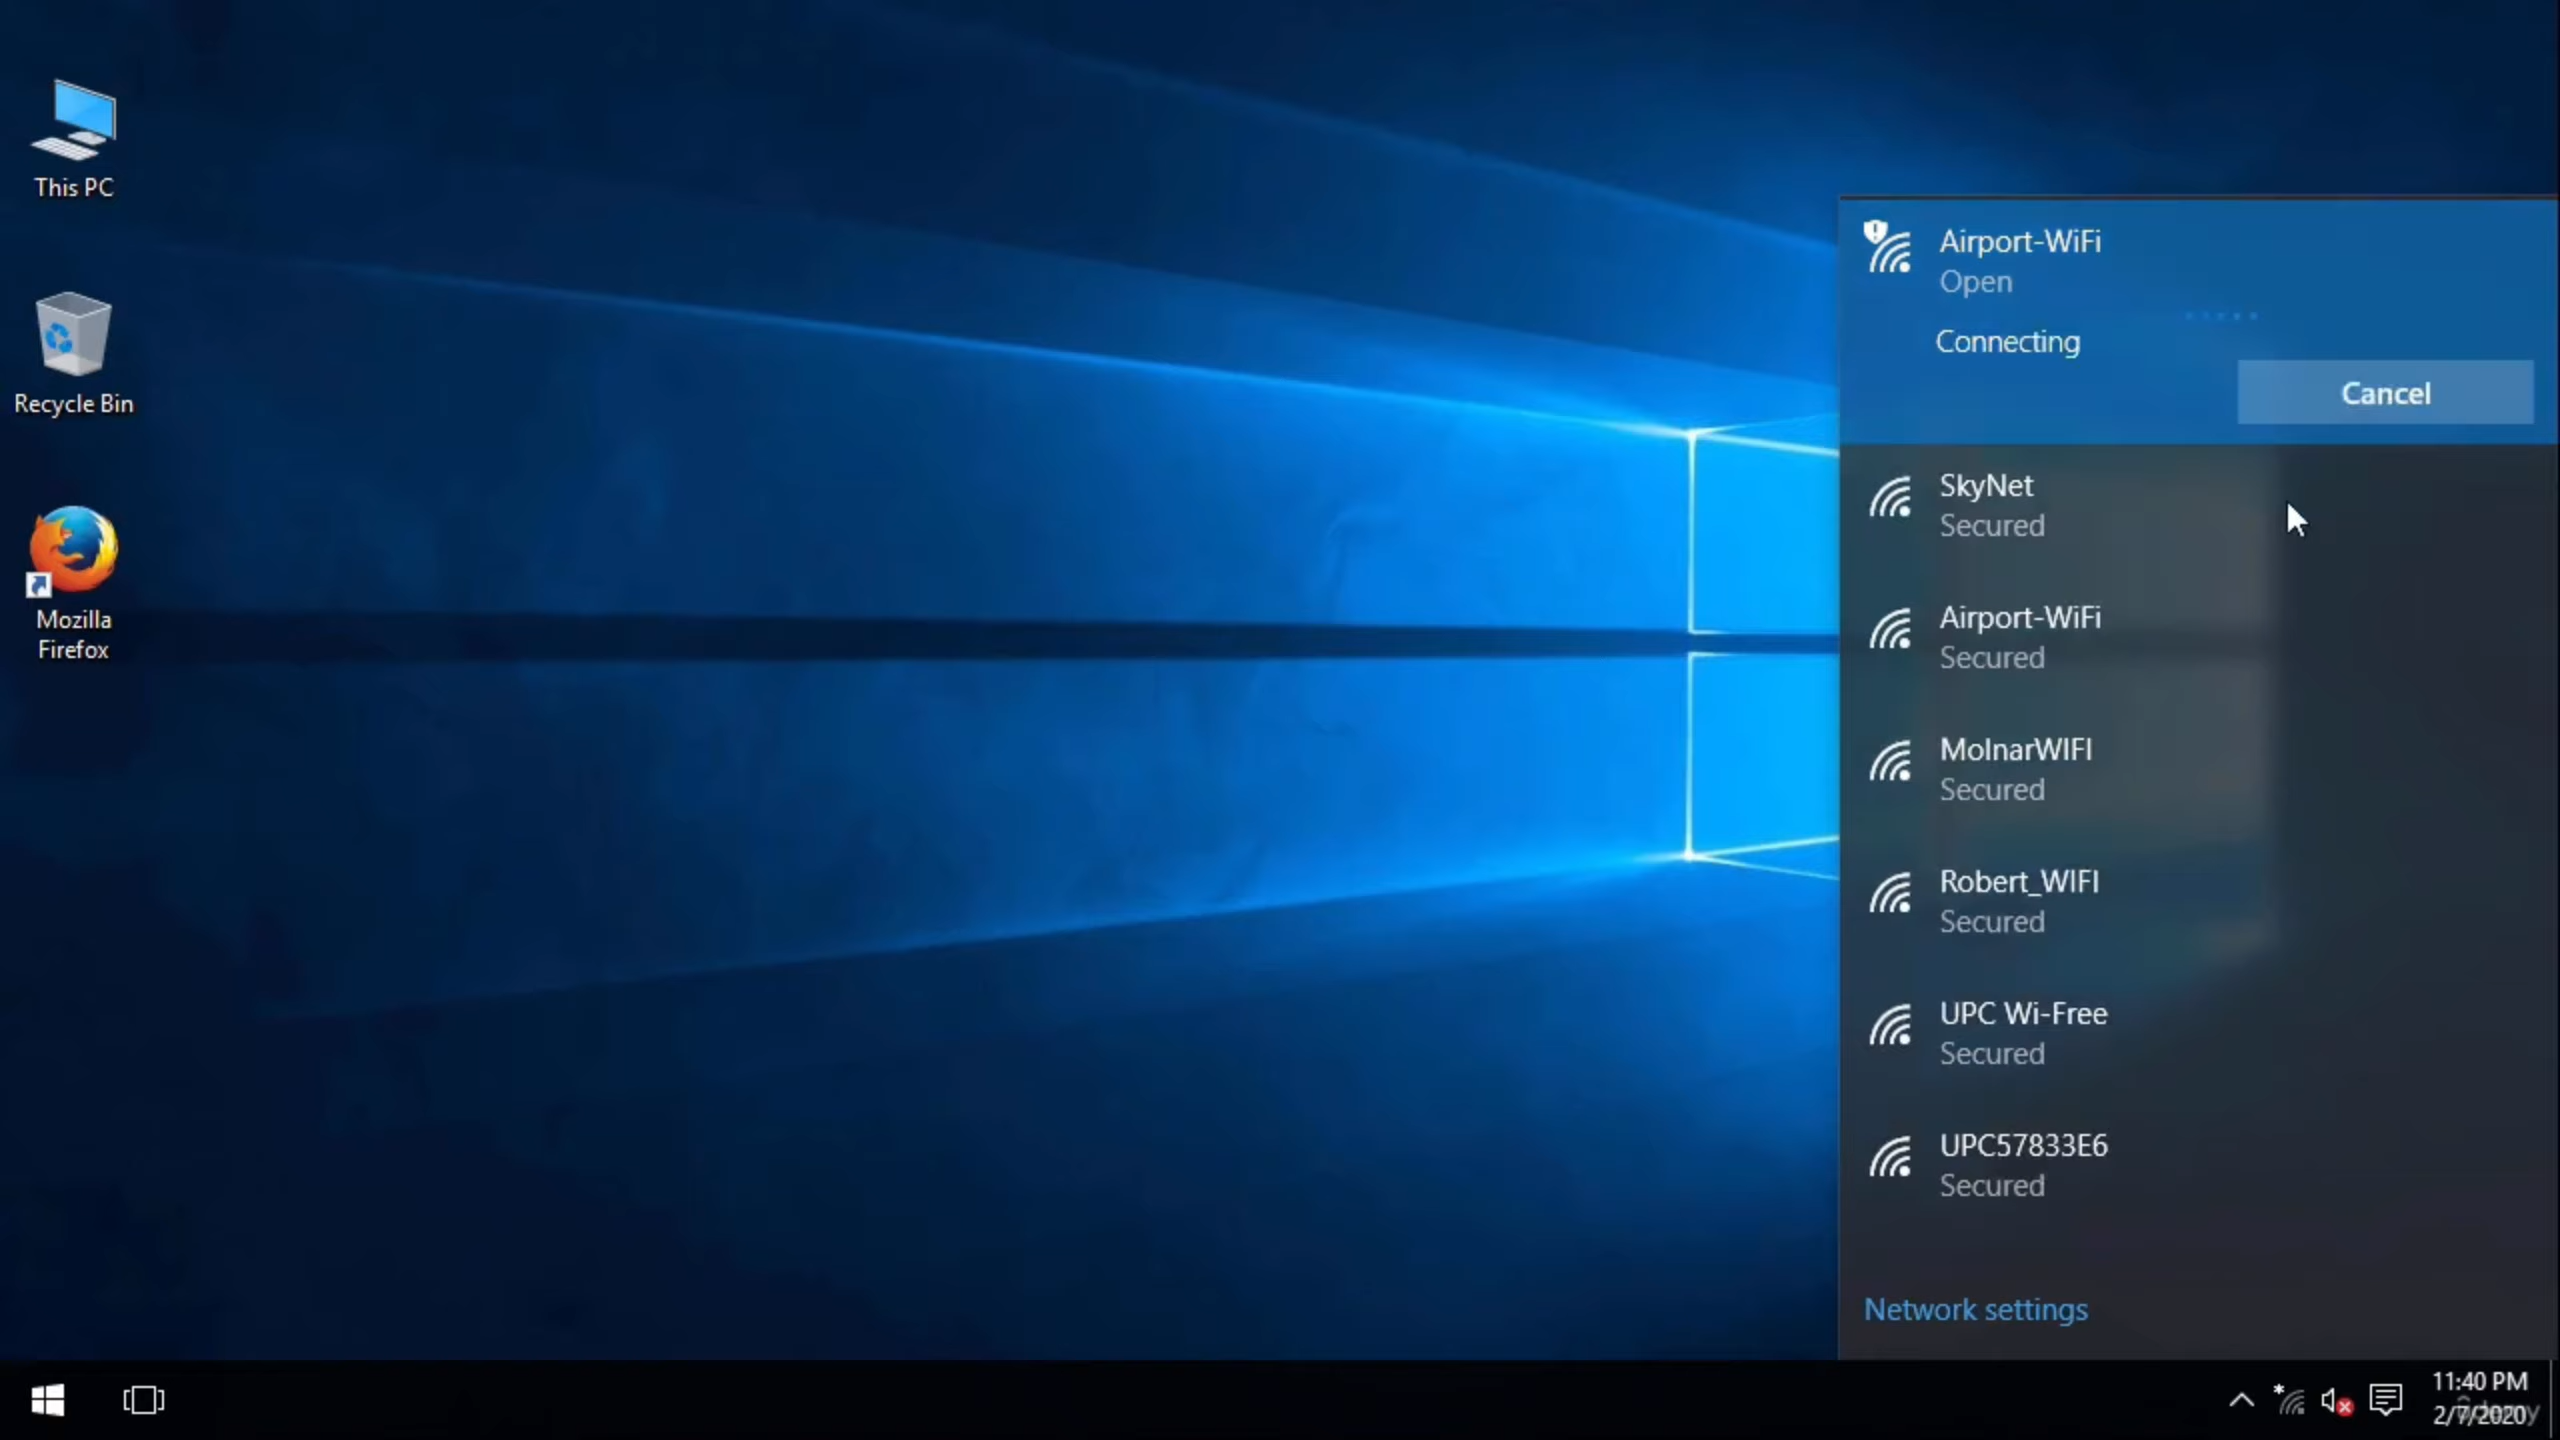 This PC
Recycle Bin
Mozilla
Firefox
Airport-WiFi
Open
Connecting
Cancel
SkyNet
Secured
Airport-WiFi
Secured
MolnarWIFI
Secured
Robert_WIFI
Secured
UPC Wi-Free
Secured
UPC57833E6
Secured
Network settings
11:40 PM
2/7/2020